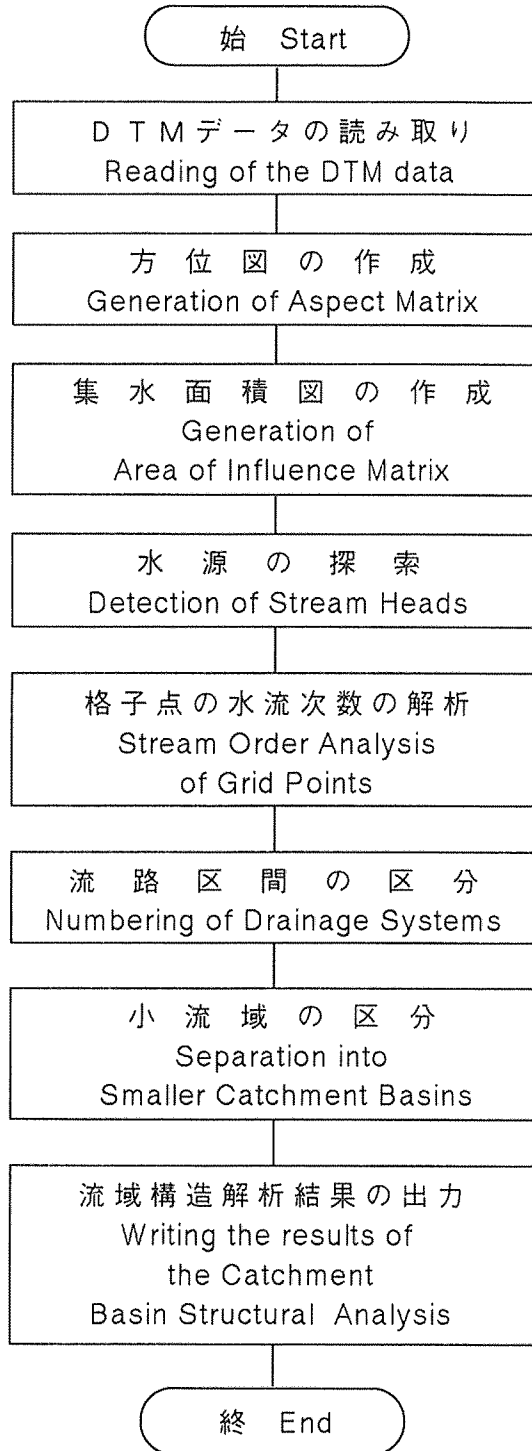 始 Start
DTMデータの読み取り
Reading of the DTM data
方位図の作成
Generation of Aspect Matrix
集水面積図の作成
Generation of
Area of Influence Matrix
水源の探索
Detection of Stream Heads
格子点の水流次数の解析
Stream Order Analysis
of Grid Points
流路区間の区分
Numbering of Drainage Systems
小流域の区分
Separation into
Smaller Catchment Basins
流域構造解析結果の出力
Writing the results of
the Catchment
Basin Structural Analysis
終 End